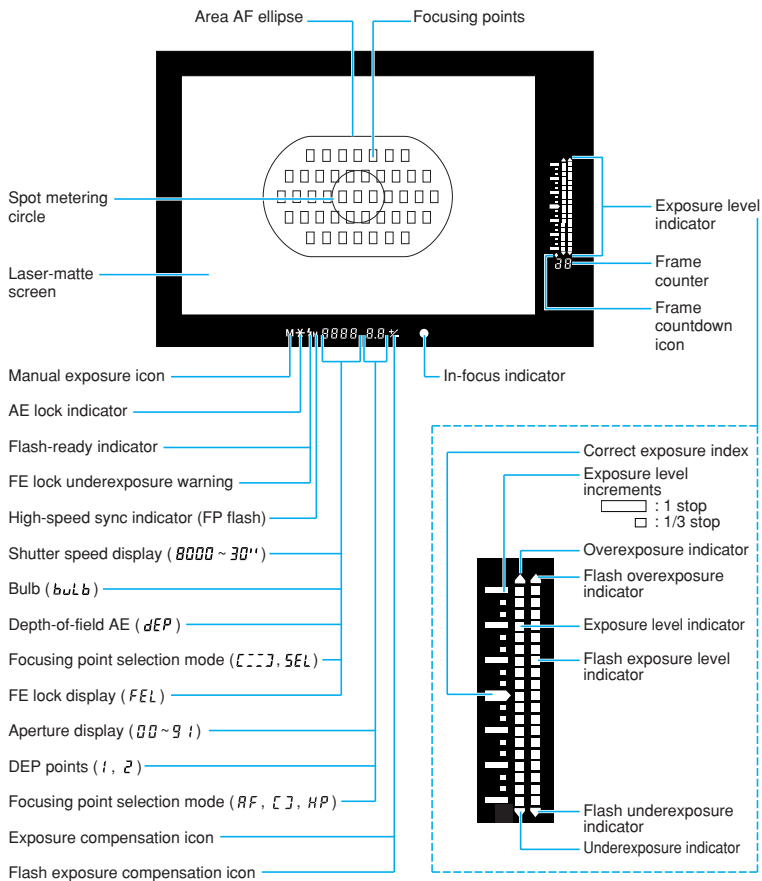 Area AF ellipse
Focusing points
Spot metering
circle
Laser-matte
screen
Exposure level
indicator
Frame
counter
Frame
countdown
icon
Manual exposure icon
In-focus indicator
AE lock indicator
Flash-ready indicator
FE lock underexposure warning
High-speed sync indicator (FP flash)
Shutter speed display (8000 ~ 30'')
Bulb (buLb)
Depth-of-field AE (dEP)
Focusing point selection mode ([--], SEL)
FE lock display (FEL)
Aperture display (00 ~ 91)
DEP points (1, 2)
Focusing point selection mode (AF, [ ], HP)
Exposure compensation icon
Flash exposure compensation icon
Correct exposure index
Exposure level
increments
: 1 stop
: 1/3 stop
Overexposure indicator
Flash overexposure
indicator
Exposure level indicator
Flash exposure level
indicator
Flash underexposure
indicator
Underexposure indicator